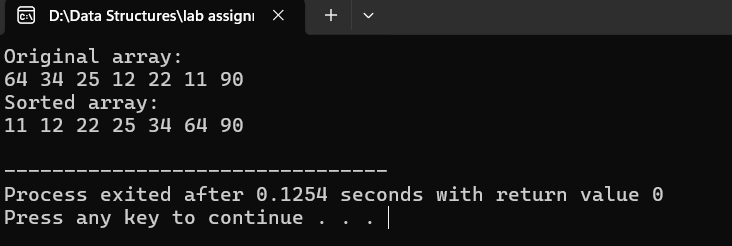 D:\Data Structures\lab assign
Original array:
64 34 25 12 22 11 90
Sorted array:
11 12 22 25 34 64 90
--------------------------------
Process exited after 0.1254 seconds with return value 0
Press any key to continue . . .